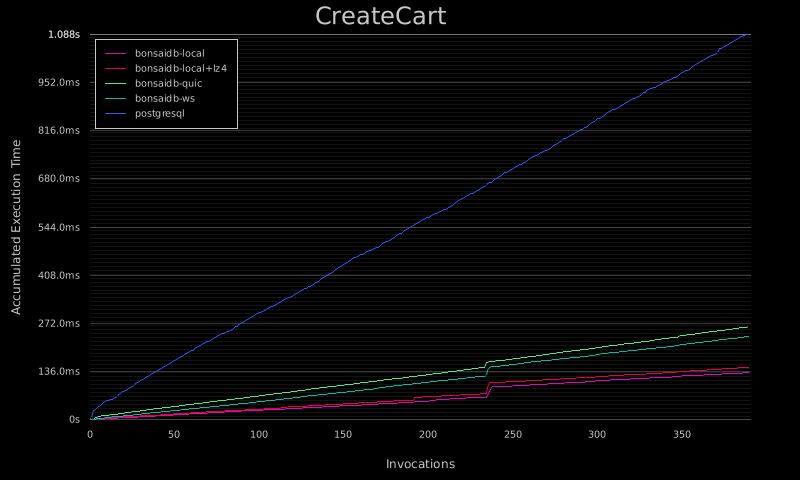 CreateCart
1.088s
952.0ms
816.0ms
680.0ms
544.0ms
408.0ms
272.0ms
136.0ms
0s
bonsaidb-local
bonsaidb-local+lz4
bonsaidb-quic
bonsaidb-ws
postgresql
Accumulated Execution Time
0 50 100 150 200 250 300 350
Invocations